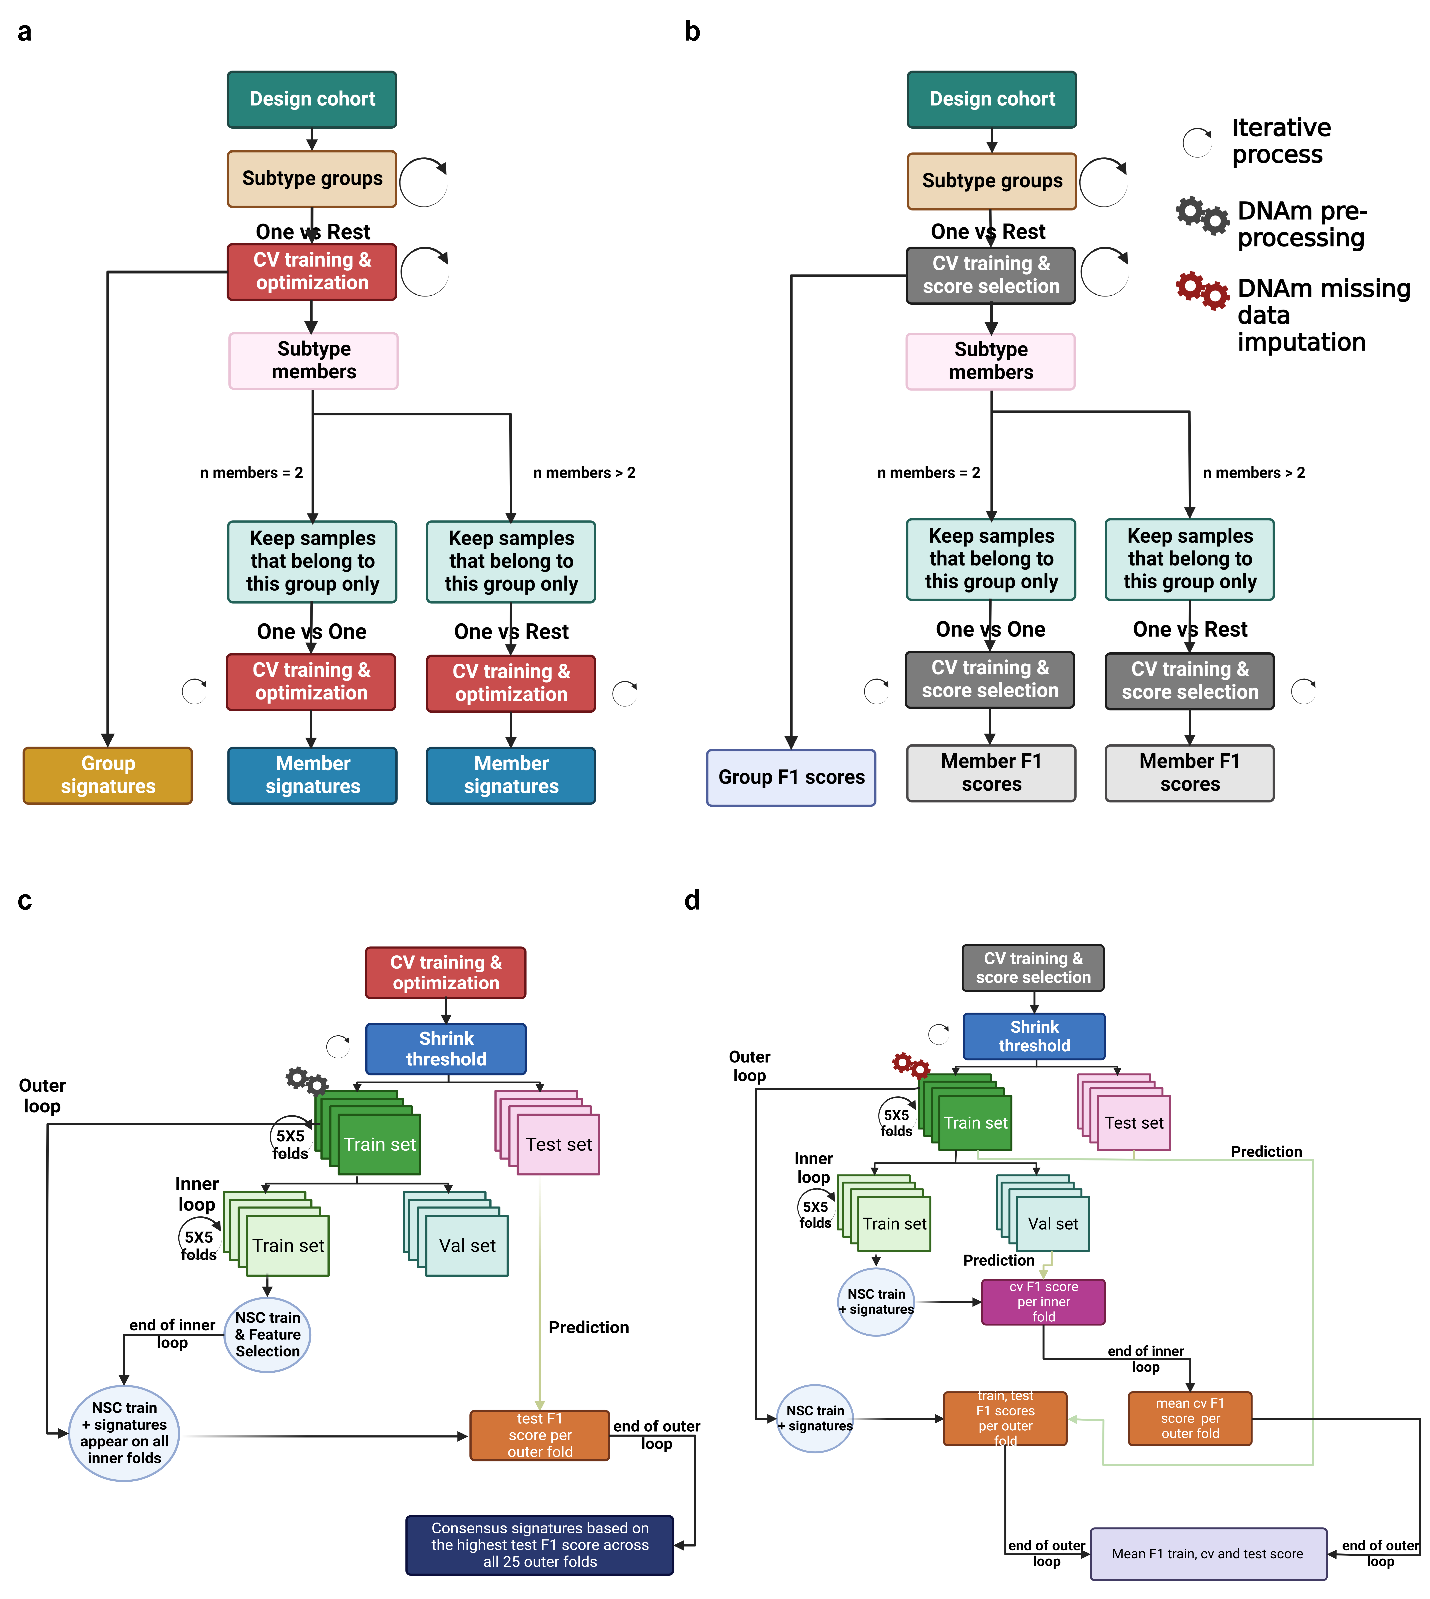 a
Design cohort
Subtype groups
One vs Rest
CV training &
optimization
Subtype
members
n members = 2
n members > 2
Keep samples
that belong to
this group only
Keep samples
that belong to
this group only
One vs One
One vs Rest
CV training &
optimization
CV training &
optimization
Group
signatures
Member
signatures
Member
signatures
b
Design cohort
Subtype groups
One vs Rest
CV training &
score selection
Subtype
members
n members = 2
n members > 2
Keep samples
that belong to
this group only
Keep samples
that belong to
this group only
One vs One
One vs Rest
CV training &
score selection
CV training &
score selection
Group F1 scores
Member F1
scores
Member F1
scores
Iterative
process
DNAm pre-
processing
DNAm missing
data
imputation
c
CV training &
optimization
Shrink
threshold
Outer
loop
5X5
folds
Train set
Test set
Inner
loop
5X5
folds
Train set
Val set
NSC train
& Feature
Selection
end of inner
loop
Prediction
NSC train
+ signatures
appear on all
inner folds
test F1
score per
outer fold
end of outer
loop
Consensus signatures based on
the highest test F1 score across
all 25 outer folds
d
CV training &
score selection
Shrink
threshold
Outer
loop
5X5
folds
Train set
Test set
Prediction
Inner
loop
5X5
folds
Train set
Val set
Prediction
NSC train
+ signatures
cv F1 score
per inner
fold
end of inner
loop
NSC train
+ signatures
train, test
F1 scores
per outer
fold
mean cv F1
score per
outer fold
end of outer
loop
Mean F1 train, cv and test score
end of outer
loop